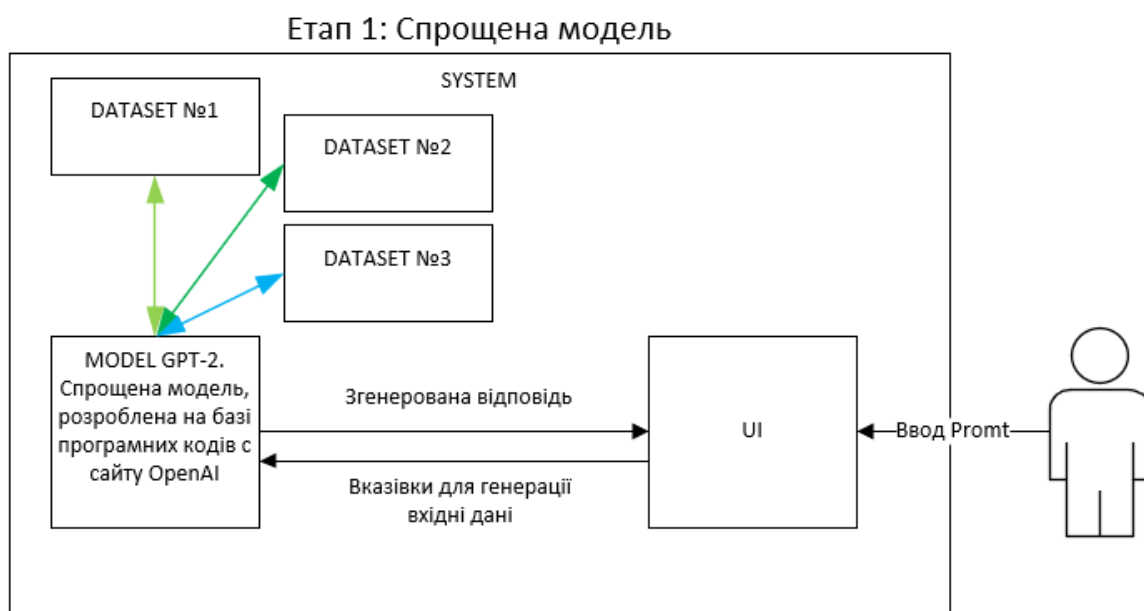 Етап 1: Спрощена модель
SYSTEM
DATASET №1
DATASET №2
DATASET №3
MODEL GPT-2.
Спрощена модель,
розроблена на базі
програмних кодів с
сайту OpenAI
Згенерована відповідь
UI
Ввод Promt
Вказівки для генерації
вхідні дані